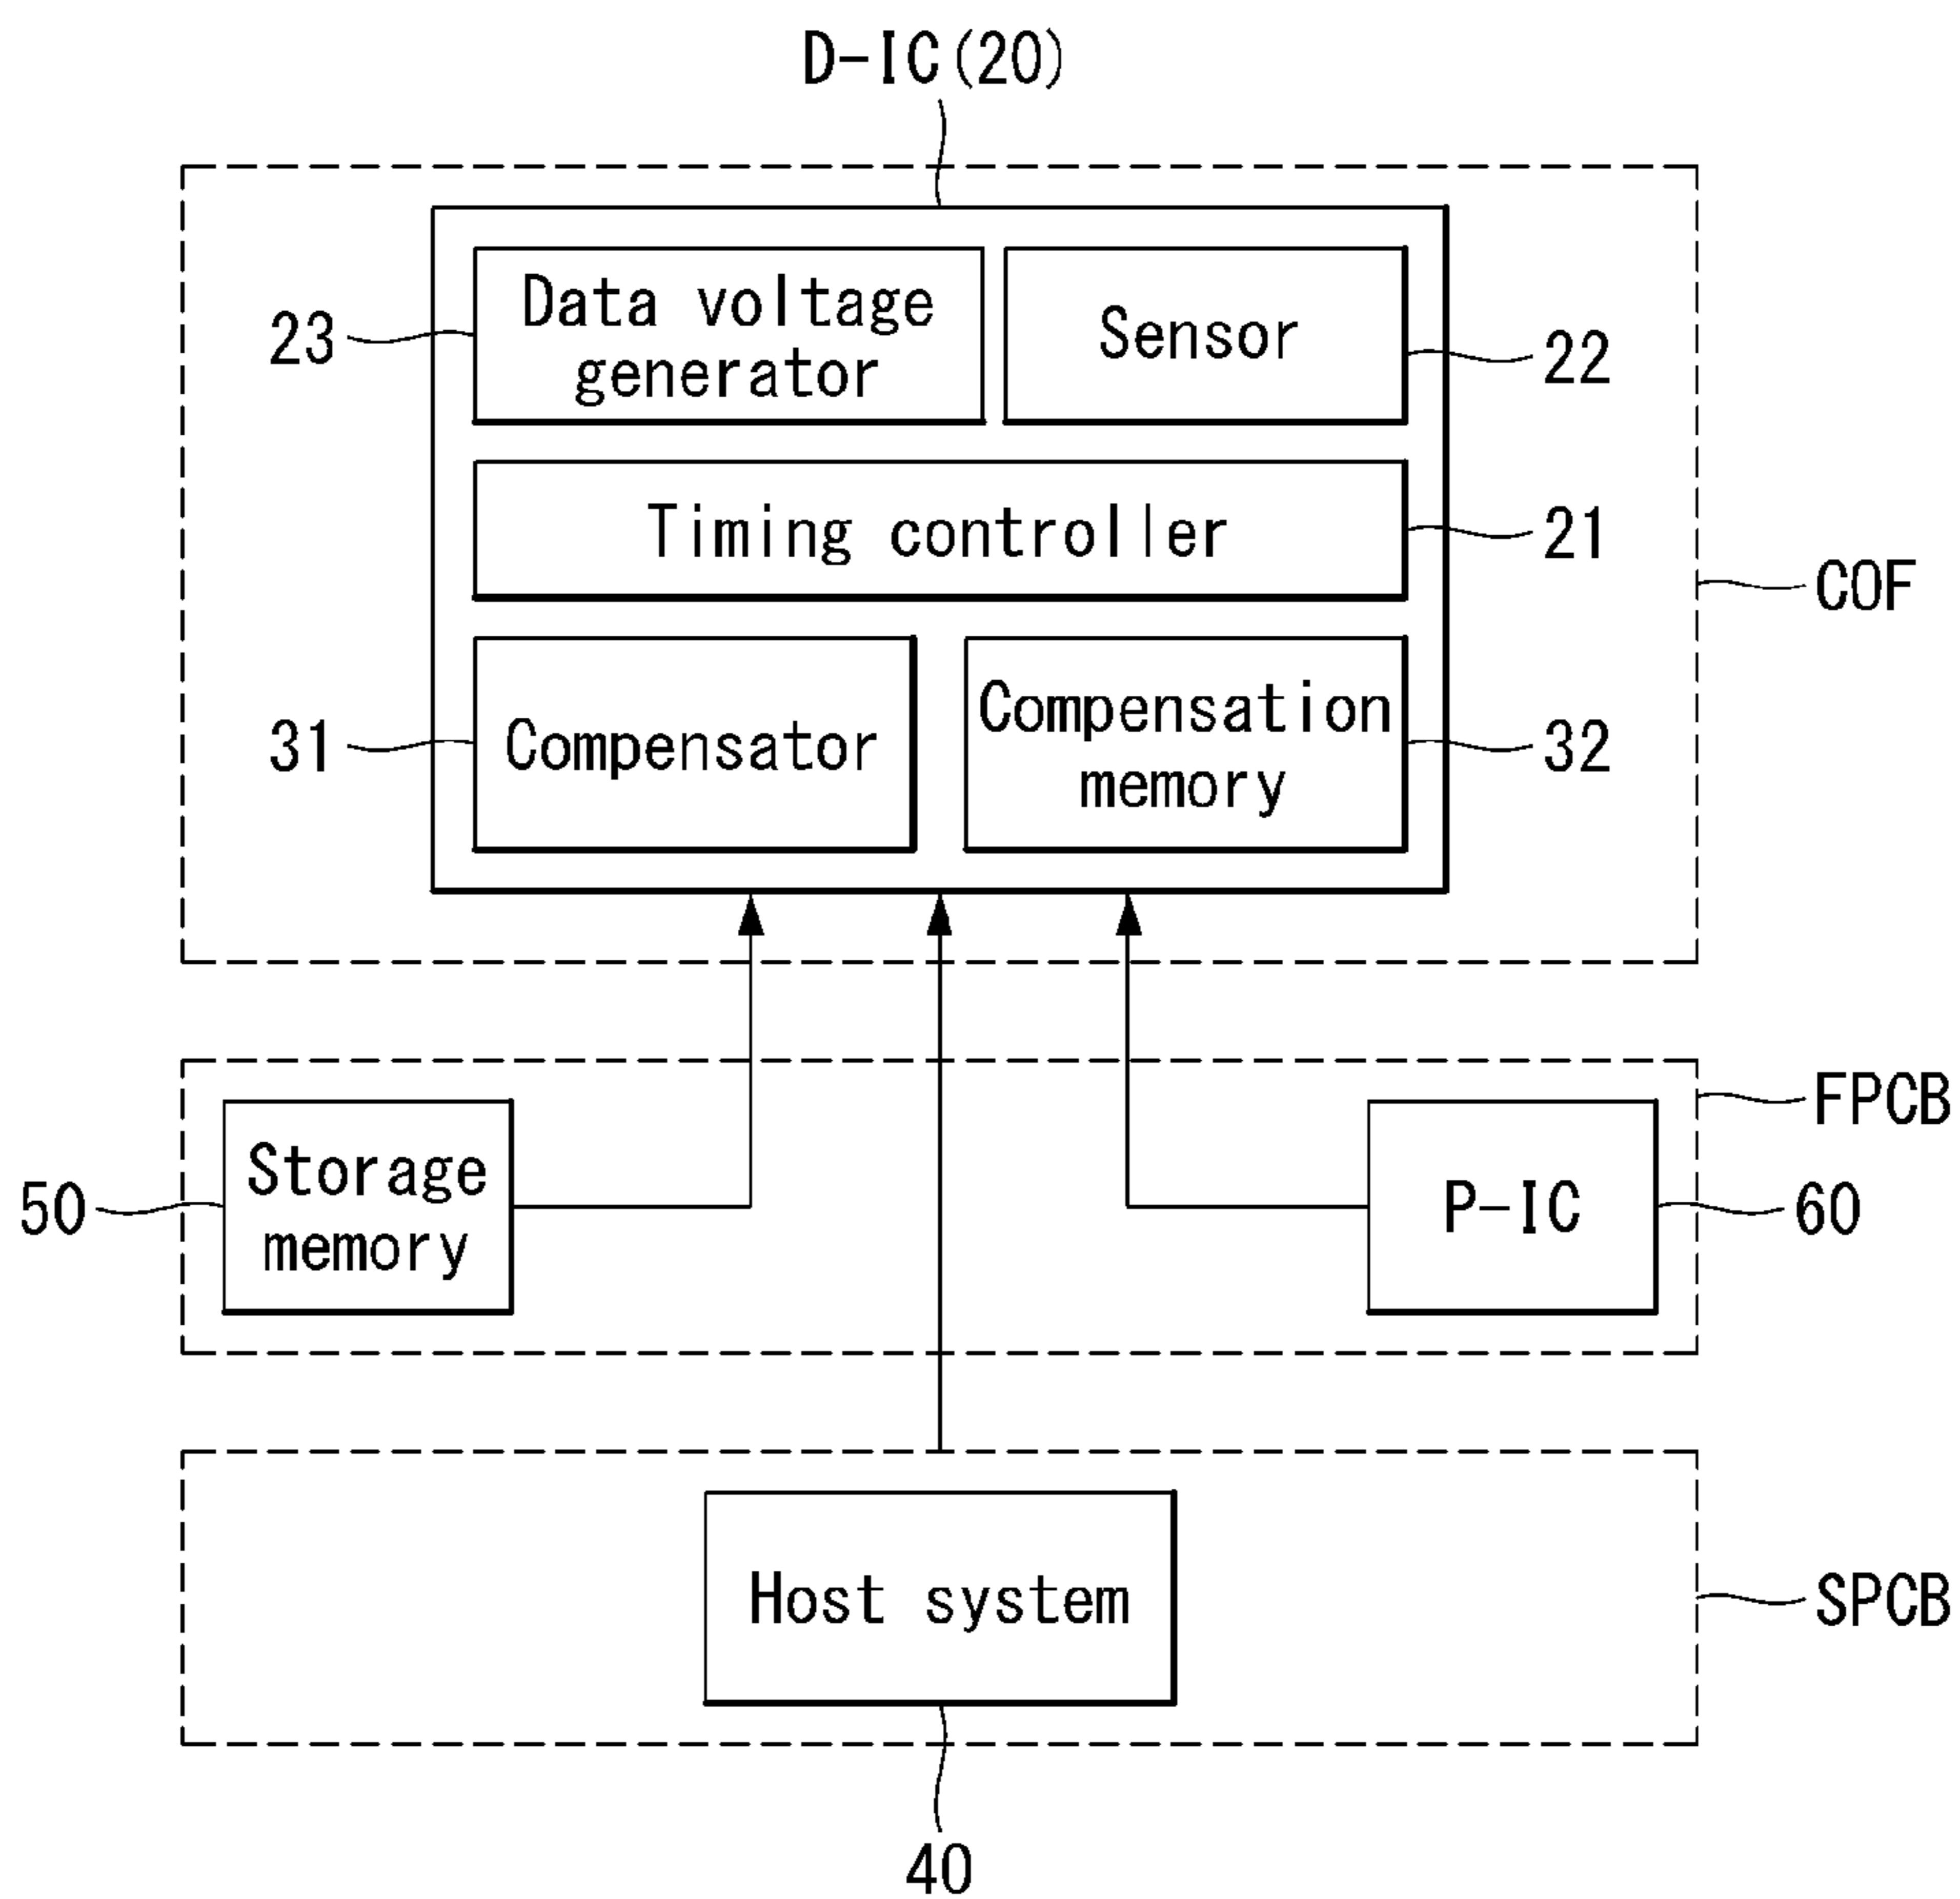 D-IC(20)
Data voltage
generator
Sensor
23
22
Timing controller
21
COF
Compensator
Compensation
memory
31
32
FPCB
Storage
memory
50
P-IC
60
Host system
SPCB
40